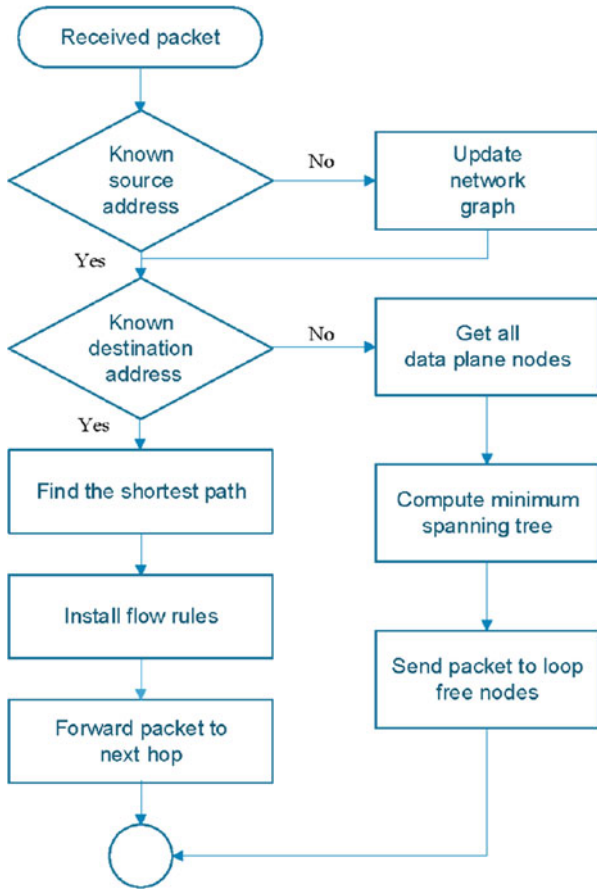 Received packet
Known
source
address
No
Update
network
graph
Yes
Known
destination
address
No
Get all
data plane nodes
Yes
Find the shortest path
Compute minimum
spanning tree
Install flow rules
Send packet to loop
free nodes
Forward packet to
next hop